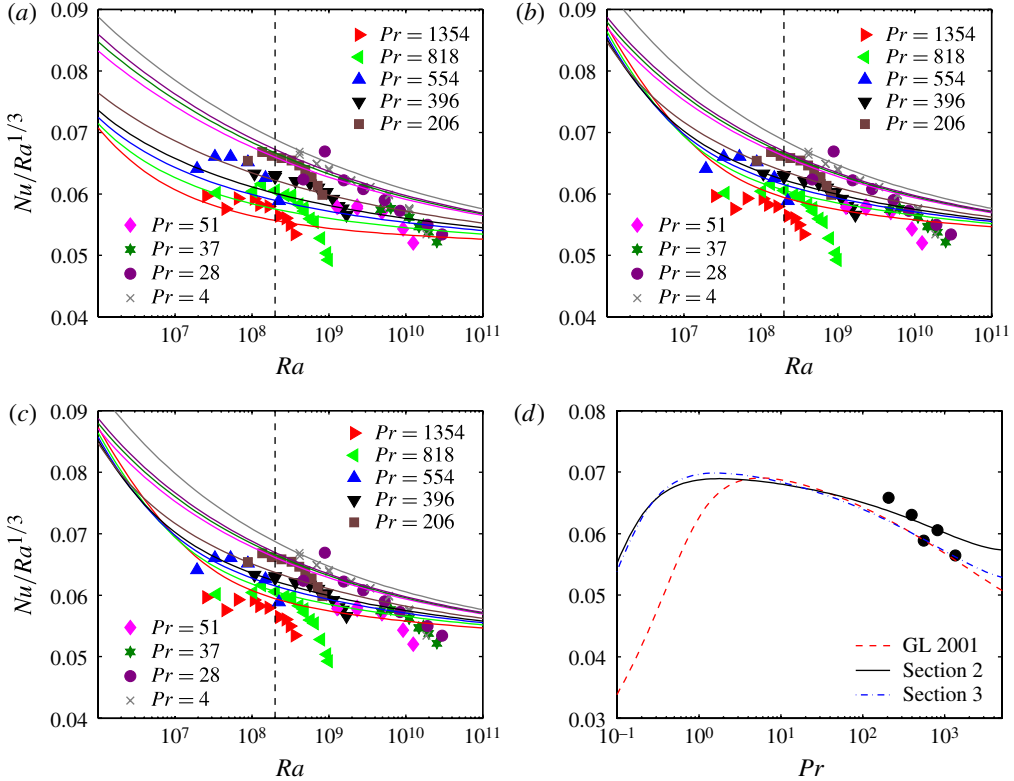 (a)
0.09
0.08
0.07
0.06
0.05
0.04
Nu/Ra^{1/3}
Pr = 1354
Pr = 818
Pr = 554
Pr = 396
Pr = 206
Pr = 51
Pr = 37
Pr = 28
Pr = 4
10^7
10^8
10^9
10^{10}
10^{11}
Ra
(b)
0.09
0.08
0.07
0.06
0.05
0.04
Pr = 1354
Pr = 818
Pr = 554
Pr = 396
Pr = 206
Pr = 51
Pr = 37
Pr = 28
Pr = 4
10^7
10^8
10^9
10^{10}
10^{11}
Ra
(c)
0.09
0.08
0.07
0.06
0.05
0.04
Nu/Ra^{1/3}
Pr = 1354
Pr = 818
Pr = 554
Pr = 396
Pr = 206
Pr = 51
Pr = 37
Pr = 28
Pr = 4
10^7
10^8
10^9
10^{10}
10^{11}
Ra
(d)
0.08
0.07
0.06
0.05
0.04
0.03
GL 2001
Section 2
Section 3
10^{−1}
10^0
10^1
10^2
10^3
Pr